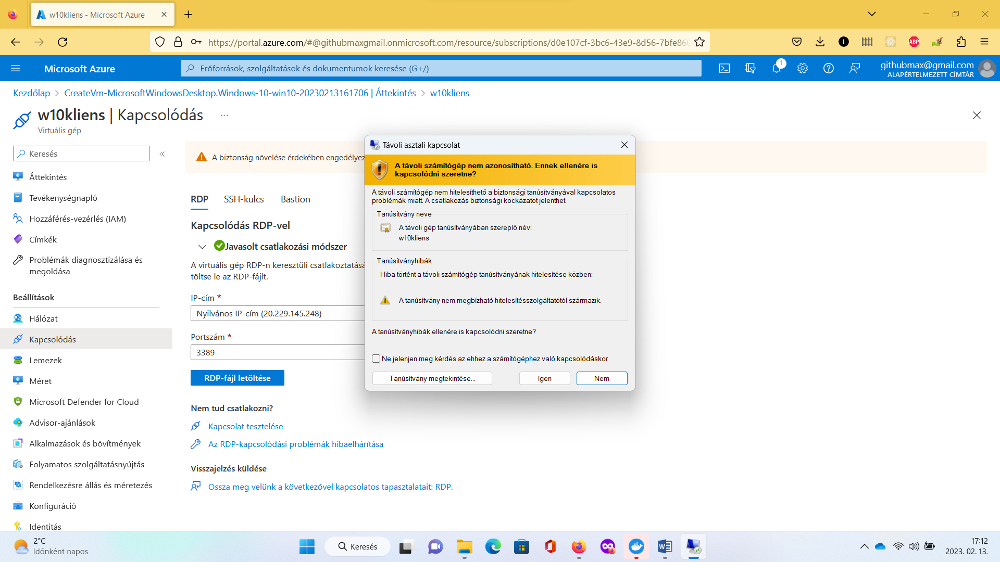 w10kliens - Microsoft Azure
https://portal.azure.com/#@githubmaxgmail.onmicrosoft.com/resource/subscriptions/d0e107cf-3bc6-43e9-8d56-7bfe860
ABP
Microsoft Azure
Erőforrások, szolgáltatások és dokumentumok keresése (G+/)
1
githubmax@gmail.com
ALAPÉRTELMEZETT CÍMTÁR
Kezdőlap > CreateVm-MicrosoftWindowsDesktop.Windows-10-win10-20230213161706 | Áttekintés > w10kliens
w10kliens | Kapcsolódás ...
Virtuális gép
Keresés
Áttekintés
Tevékenységnapló
Hozzáférés-vezérlés (IAM)
Címkék
Problémák diagnosztizálása és
megoldása
Beállítások
Hálózat
Kapcsolódás
Lemezek
Méret
Microsoft Defender for Cloud
Advisor-ajánlások
Alkalmazások és bővítmények
Folyamatos szolgáltatásnyújtás
Rendelkezésre állás és méretezés
Konfiguráció
Identitás
A biztonság növelése érdekében engedélyez
RDP SSH-kulcs Bastion
Kapcsolódás RDP-vel
Javasolt csatlakozási módszer
A virtuális gép RDP-n keresztüli csatlakoztatásá
töltse le az RDP-fájlt.
IP-cím *
Nyilvános IP-cím (20.229.145.248)
Portszám *
3389
RDP-fájl letöltése
Nem tud csatlakozni?
Kapcsolat tesztelése
Az RDP-kapcsolódási problémák hibaelhárítása
Visszajelzés küldése
Ossza meg velünk a következővel kapcsolatos tapasztalatait: RDP.
Távoli asztali kapcsolat
A távoli számítógép nem azonosítható. Ennek ellenére is
kapcsolódni szeretne?
A távoli számítógép nem hitelesíthető a biztonsági tanúsítványával kapcsolatos
problémák miatt. A csatlakozás biztonsági kockázatot jelenthet.
Tanúsítvány neve
A távoli gép tanúsítványában szereplő név:
w10kliens
Tanúsítványhibák
Hiba történt a távoli számítógép tanúsítványának hitelesítése közben:
A tanúsítvány nem megbízható hitelesítésszolgáltatótól származik.
A tanúsítványhibák ellenére is kapcsolódni szeretne?
Ne jelenjen meg kérdés az ehhez a számítógéphez való kapcsolódáskor
Tanúsítvány megtekintése... Igen Nem
2°C
Időnként napos
Keresés
17:12
2023. 02. 13.